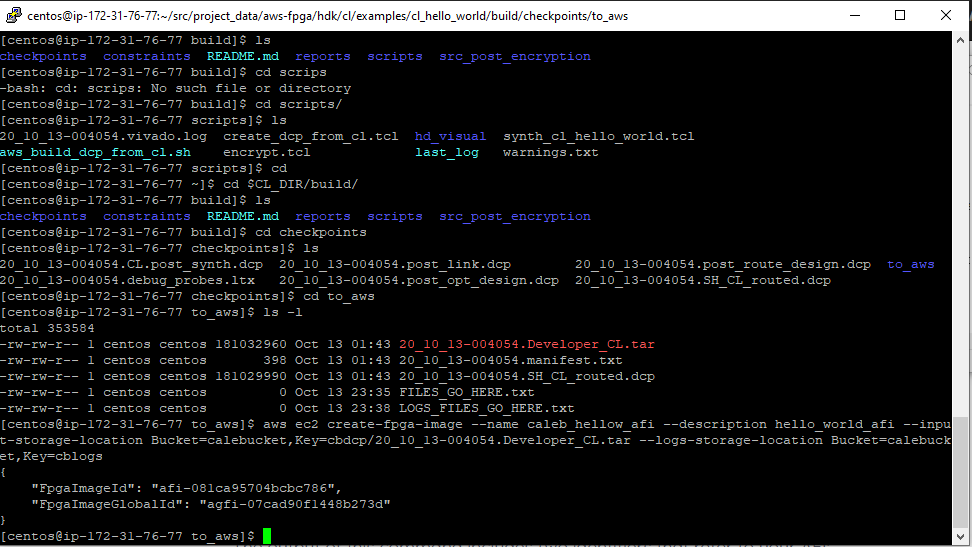 centos@ip-172-31-76-77:~/src/project_data/aws-fpga/hdk/cl/examples/cl_hello_world/build/checkpoints/to_aws
[centos@ip-172-31-76-77 build]$ ls
checkpoints  constraints  README.md  reports  scripts  src_post_encryption
[centos@ip-172-31-76-77 build]$ cd scrips
-bash: cd: scrips: No such file or directory
[centos@ip-172-31-76-77 build]$ cd scripts/
[centos@ip-172-31-76-77 scripts]$ ls
20_10_13-004054.vivado.log  create_dcp_from_cl.tcl  hd_visual  synth_cl_hello_world.tcl
aws_build_dcp_from_cl.sh    encrypt.tcl             last_log   warnings.txt
[centos@ip-172-31-76-77 scripts]$ cd
[centos@ip-172-31-76-77 ~]$ cd $CL_DIR/build/
[centos@ip-172-31-76-77 build]$ ls
checkpoints  constraints  README.md  reports  scripts  src_post_encryption
[centos@ip-172-31-76-77 build]$ cd checkpoints
[centos@ip-172-31-76-77 checkpoints]$ ls
20_10_13-004054.CL.post_synth.dcp  20_10_13-004054.post_link.dcp        20_10_13-004054.post_route_design.dcp  to_aws
20_10_13-004054.debug_probes.ltx   20_10_13-004054.post_opt_design.dcp  20_10_13-004054.SH_CL_routed.dcp
[centos@ip-172-31-76-77 checkpoints]$ cd to_aws
[centos@ip-172-31-76-77 to_aws]$ ls -l
total 353584
-rw-rw-r-- 1 centos centos 181032960 Oct 13 01:43 20_10_13-004054.Developer_CL.tar
-rw-rw-r-- 1 centos centos       398 Oct 13 01:43 20_10_13-004054.manifest.txt
-rw-rw-r-- 1 centos centos 181029990 Oct 13 01:43 20_10_13-004054.SH_CL_routed.dcp
-rw-rw-r-- 1 centos centos         0 Oct 13 23:35 FILES_GO_HERE.txt
-rw-rw-r-- 1 centos centos         0 Oct 13 23:38 LOGS_FILES_GO_HERE.txt
[centos@ip-172-31-76-77 to_aws]$ aws ec2 create-fpga-image --name caleb_hellow_afi --description hello_world_afi --inpu
t-storage-location Bucket=calebucket,Key=cbdcp/20_10_13-004054.Developer_CL.tar --logs-storage-location Bucket=calebuck
et,Key=cblogs
{
    "FpgaImageId": "afi-081ca95704bcbc786",
    "FpgaImageGlobalId": "agfi-07cad90f1448b273d"
}
[centos@ip-172-31-76-77 to_aws]$